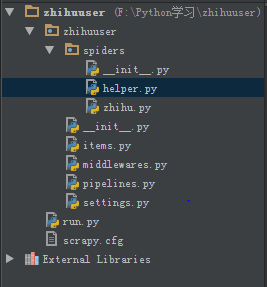 zhihuuser (F:\Python学习\zhihuuser)
zhihuuser
spiders
__init__.py
helper.py
zhihu.py
__init__.py
items.py
middlewares.py
pipelines.py
settings.py
run.py
scrapy.cfg
External Libraries